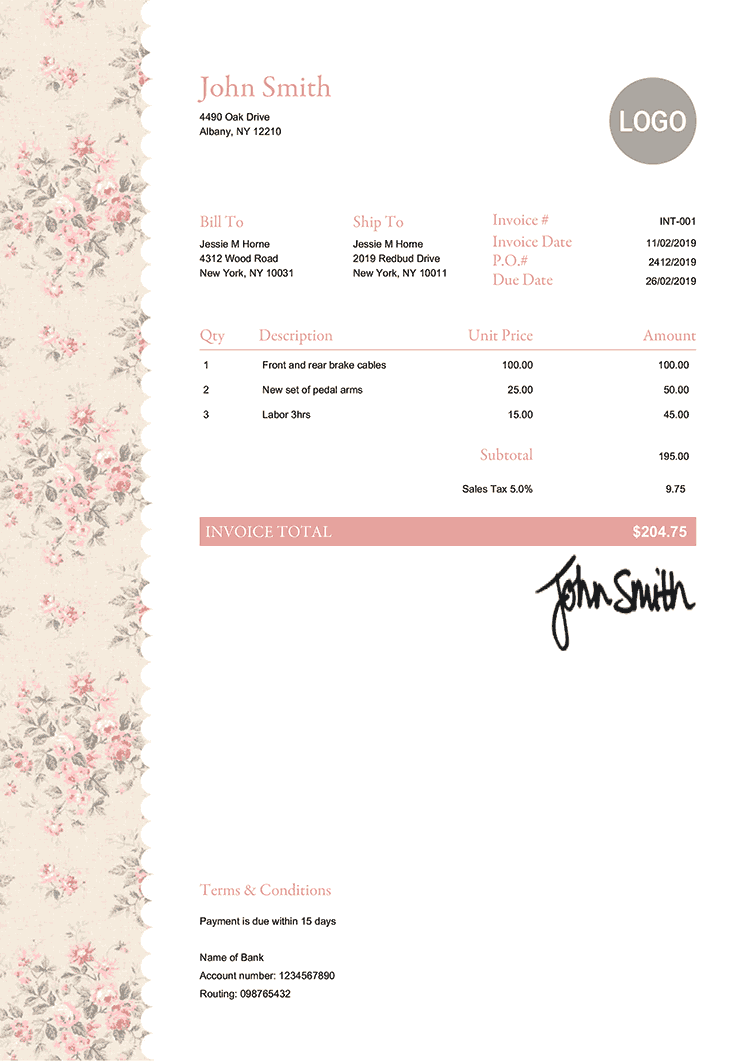 John Smith
4490 Oak Drive
Albany, NY 12210
LOGO
Bill To
Jessie M Horne
4312 Wood Road
New York, NY 10031
Ship To
Jessie M Horne
2019 Redbud Drive
New York, NY 10011
Invoice # INT-001
Invoice Date 11/02/2019
P.O.# 2412/2019
Due Date 26/02/2019
Qty Description Unit Price Amount
1 Front and rear brake cables 100.00 100.00
2 New set of pedal arms 25.00 50.00
3 Labor 3hrs 15.00 45.00
Subtotal 195.00
Sales Tax 5.0% 9.75
INVOICE TOTAL $204.75
John Smith
Terms & Conditions
Payment is due within 15 days
Name of Bank
Account number: 1234567890
Routing: 098765432